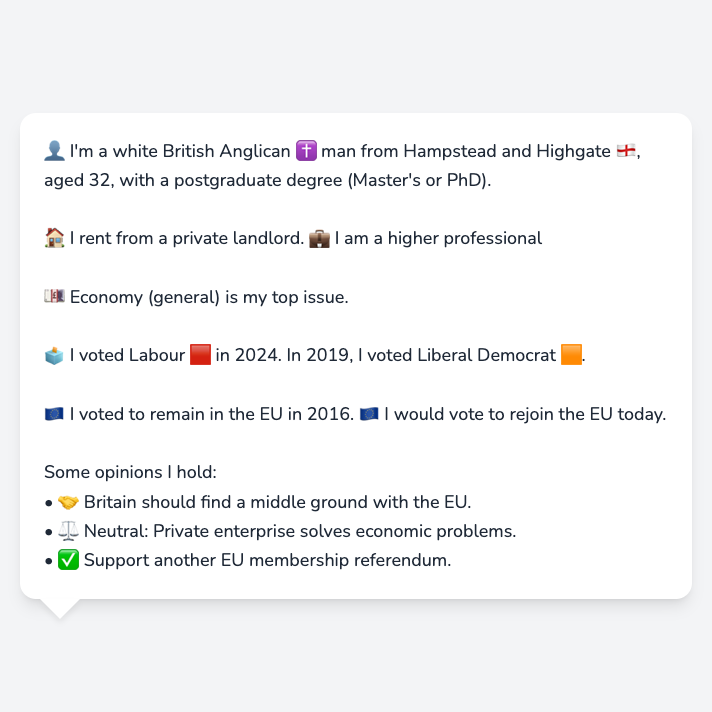 👤 I'm a white British Anglican ✝️ man from Hampstead and Highgate 🏴󠁧󠁢󠁥󠁮󠁧󠁿,
aged 32, with a postgraduate degree (Master's or PhD).
🏠 I rent from a private landlord. 💼 I am a higher professional
💷 Economy (general) is my top issue.
🗳️ I voted Labour 🟥 in 2024. In 2019, I voted Liberal Democrat 🟧.
🇪🇺 I voted to remain in the EU in 2016. 🇪🇺 I would vote to rejoin the EU today.
Some opinions I hold:
• 🤝 Britain should find a middle ground with the EU.
• ⚖️ Neutral: Private enterprise solves economic problems.
• ✅ Support another EU membership referendum.